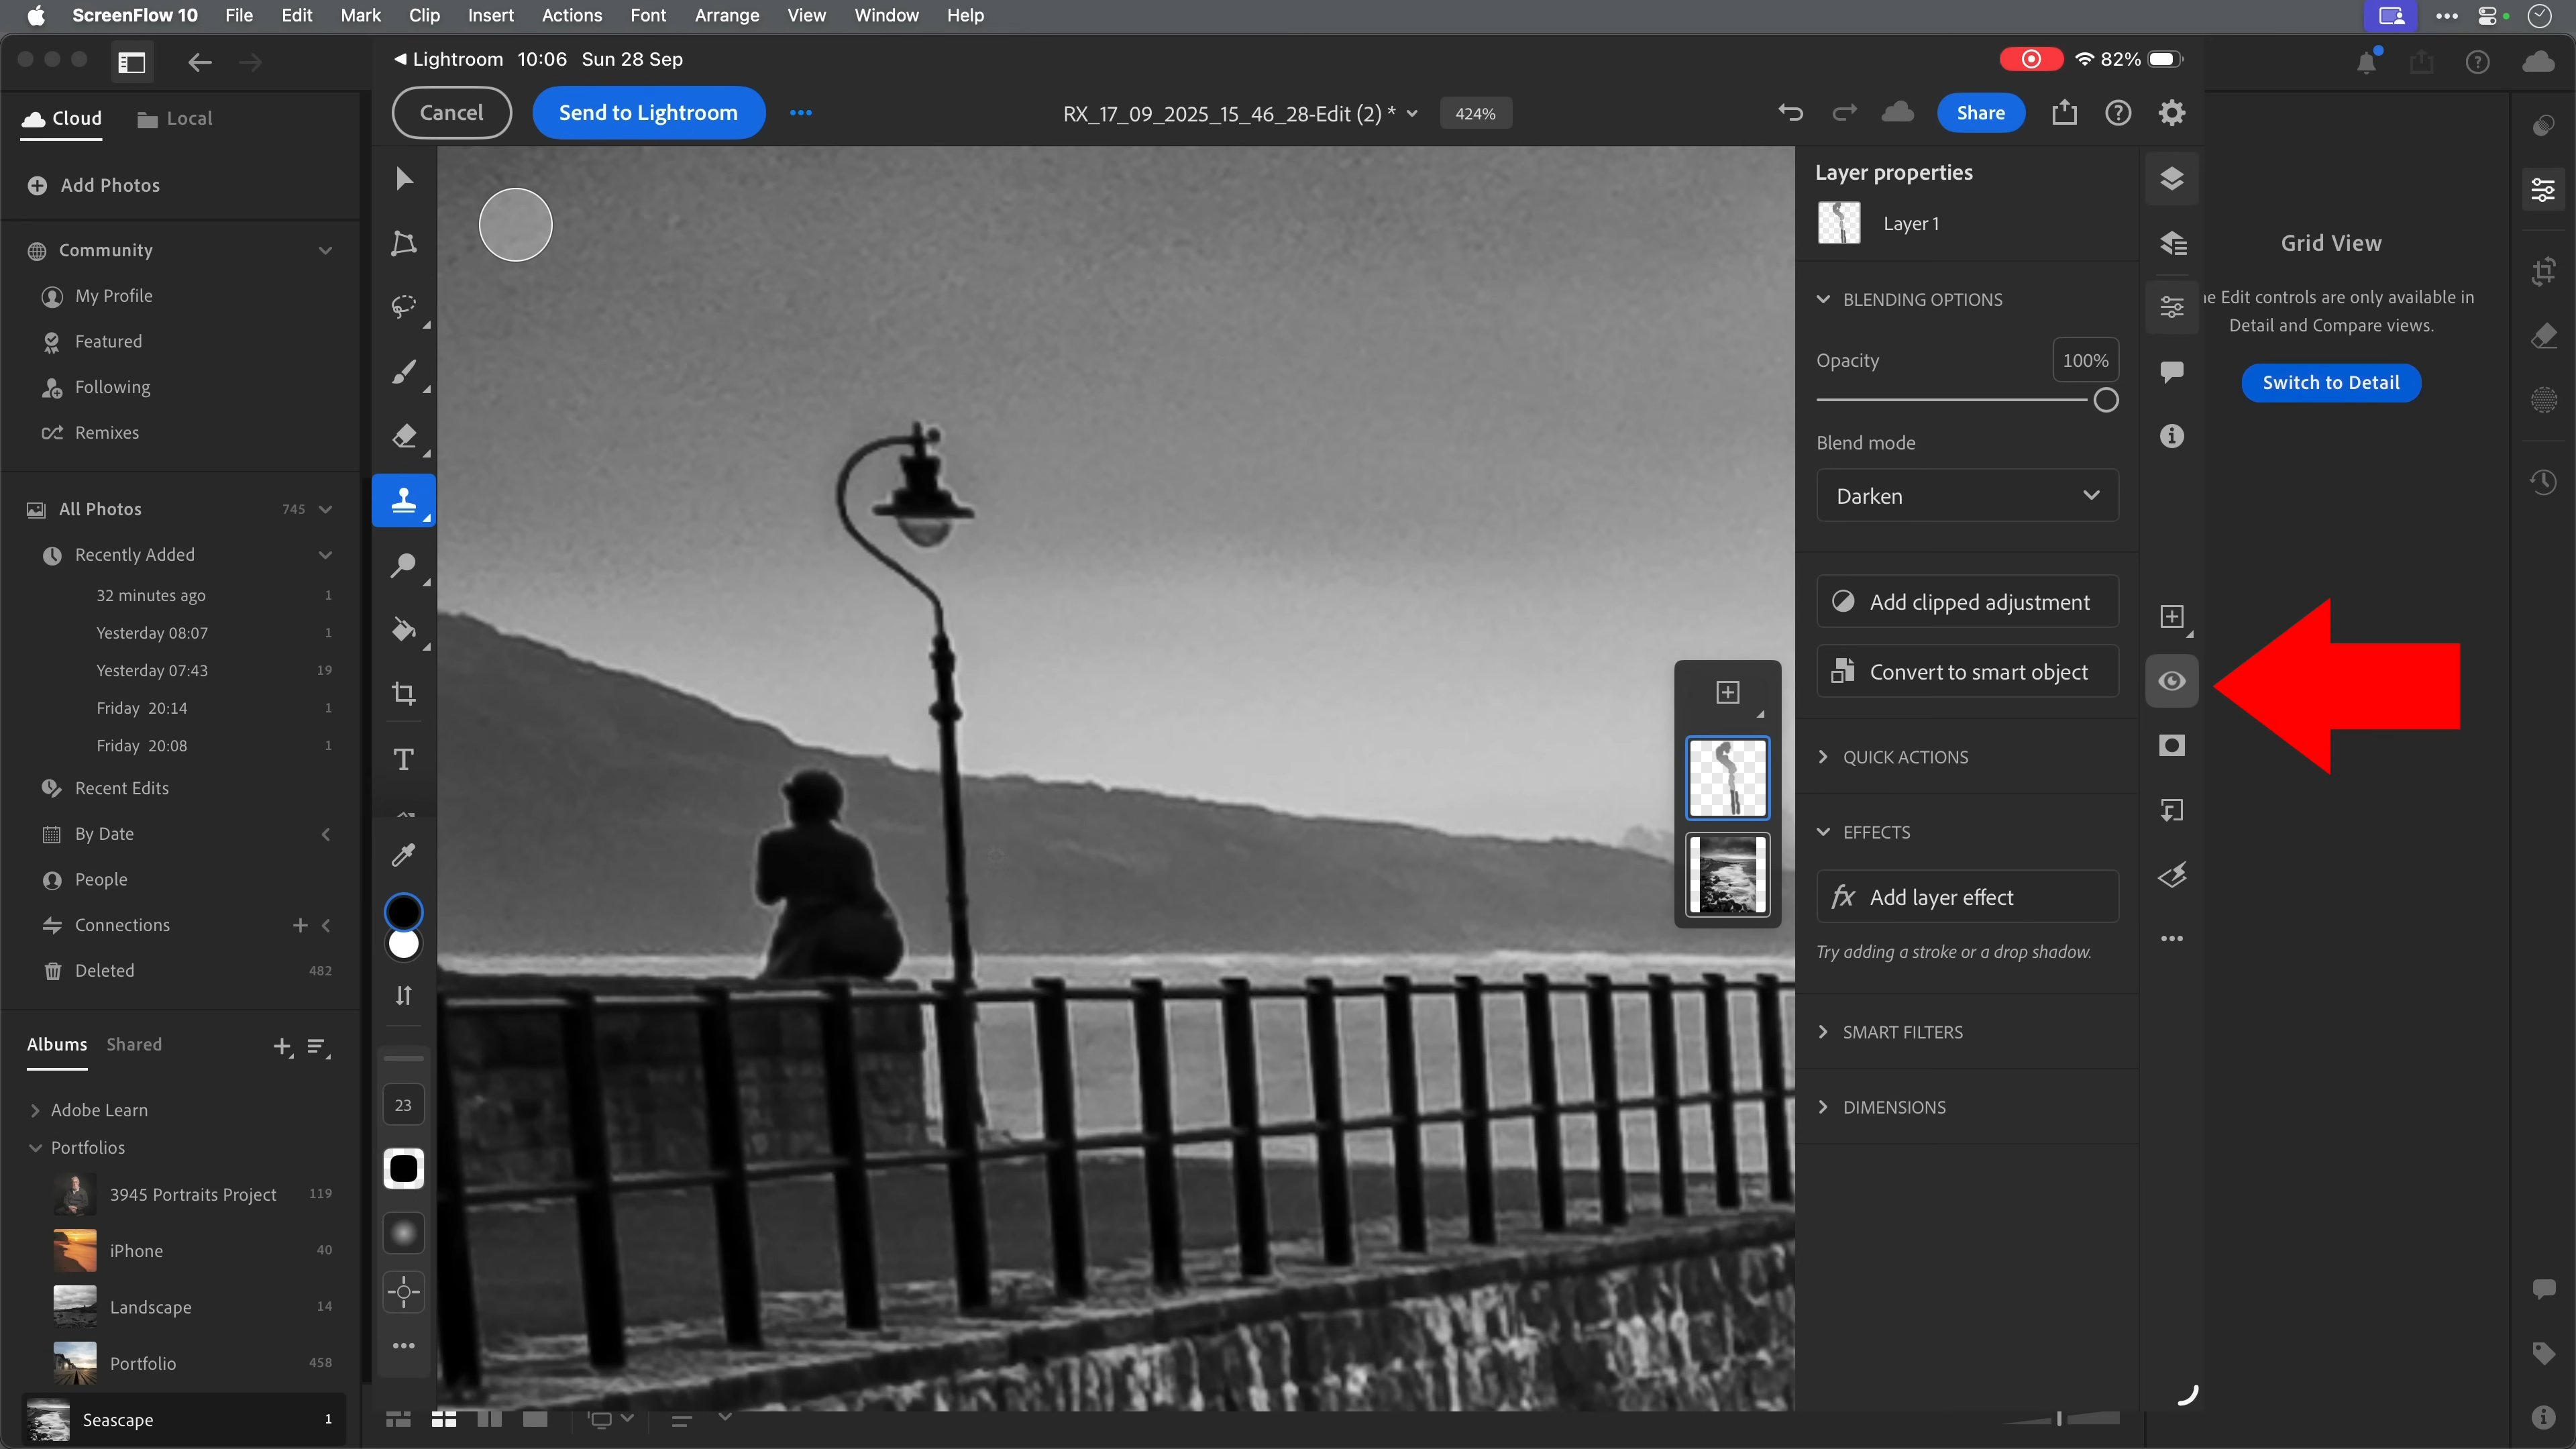 ScreenFlow 10 File Edit Mark Clip Insert Actions Font Arrange View Window Help
Lightroom 10:06 Sun 28 Sep
82%
Cancel
Send to Lightroom
RX_17_09_2025_15_46_28-Edit (2) *
424%
Share
Cloud
Local
Add Photos
Community
My Profile
Featured
Following
Remixes
All Photos 745
Recently Added
32 minutes ago 1
Yesterday 08:07 1
Yesterday 07:43 19
Friday 20:14 1
Friday 20:08 1
Recent Edits
By Date
People
Connections
Deleted 482
Albums Shared
Adobe Learn
Portfolios
3945 Portraits Project 119
iPhone 40
Landscape 14
Portfolio 458
Seascape 1
T
23
Layer properties
Layer 1
BLENDING OPTIONS
Opacity 100%
Blend mode
Darken
Add clipped adjustment
Convert to smart object
QUICK ACTIONS
EFFECTS
fx Add layer effect
Try adding a stroke or a drop shadow.
SMART FILTERS
DIMENSIONS
Grid View
Edit controls are only available in
Detail and Compare views.
Switch to Detail